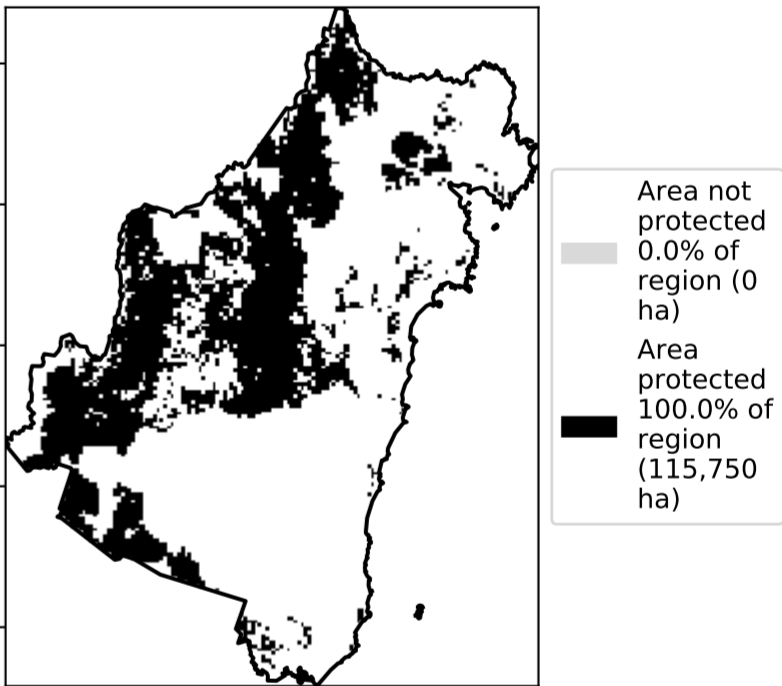 Area not
protected
0.0% of
region (0
ha)
Area
protected
100.0% of
region
(115,750
ha)